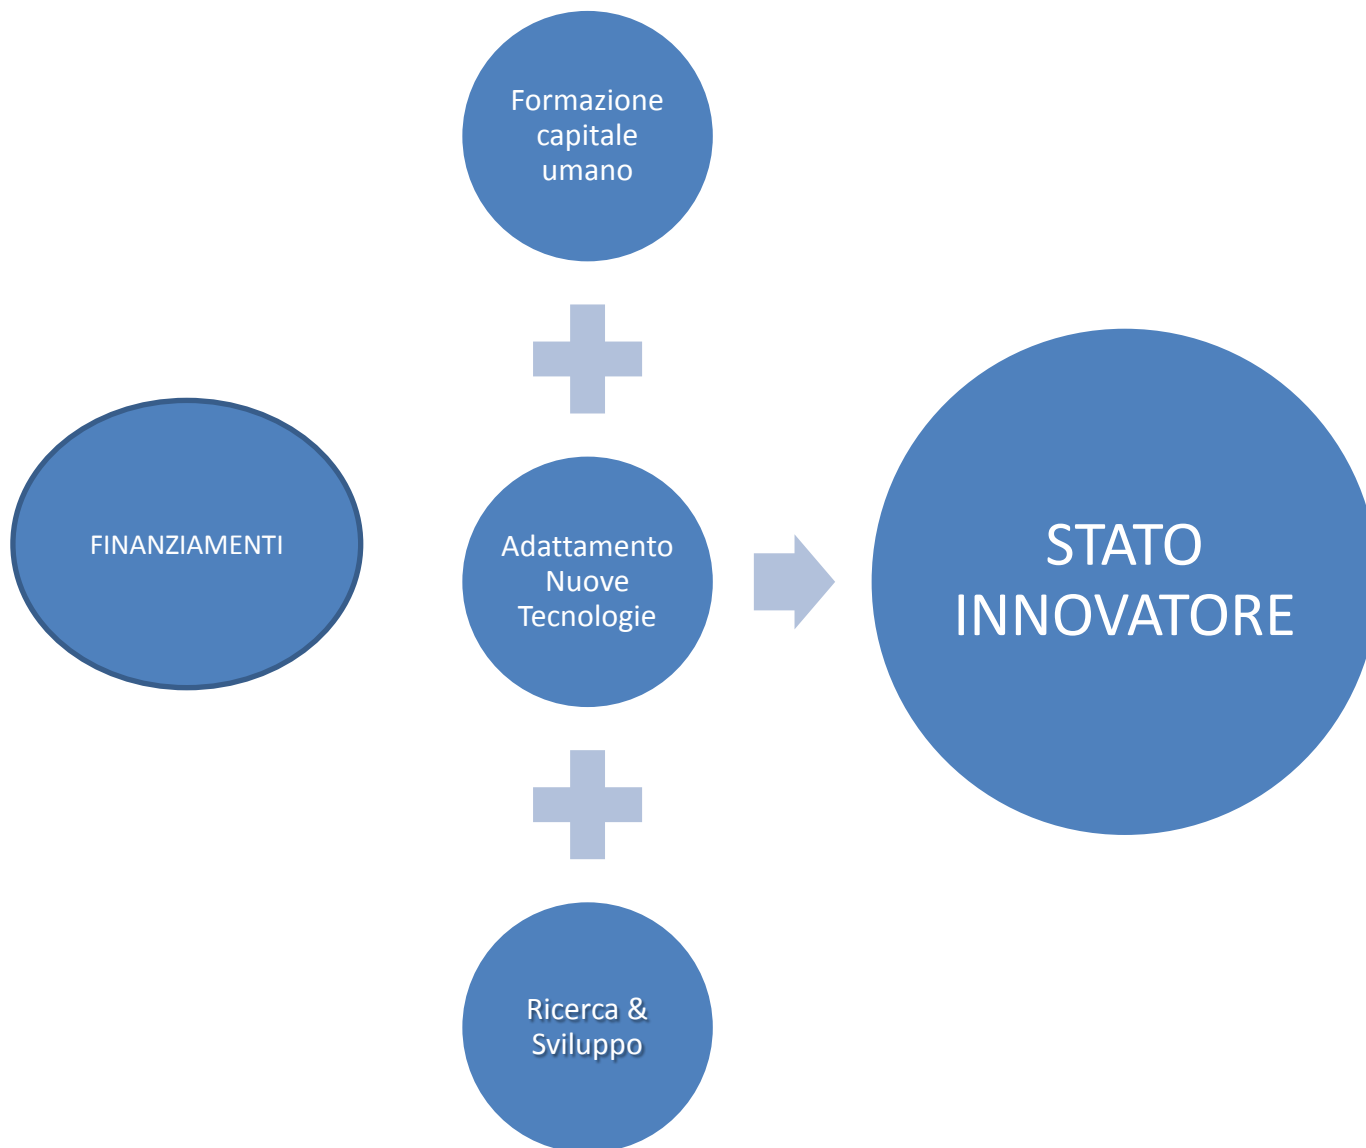 Formazione
capitale
umano
FINANZIAMENTI
Adattamento
Nuove
Tecnologie
STATO
INNOVATORE
Ricerca &
Sviluppo